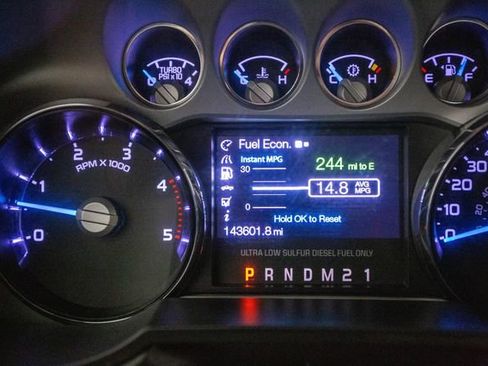 TURBO
PSI x10
0 4
C H
C H
E F
Fuel Econ.
Instant MPG
30
244 mi to E
14.8 AVG MPG
0
Hold OK to Reset
143601.8 mi
RPM X 1000
0 1 2 3 4 5
ULTRA LOW SULFUR DIESEL FUEL ONLY
P R N D M 2 1
30
20
10
0